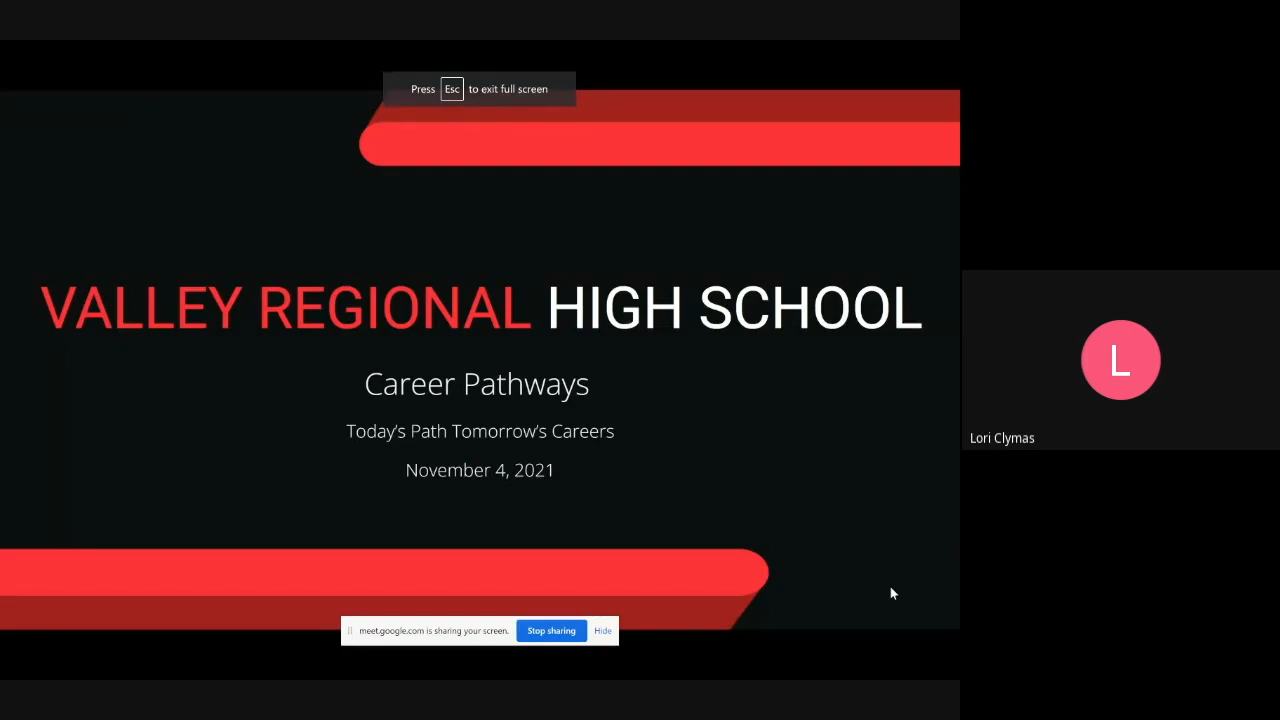 Press Esc to exit full screen
VALLEY REGIONAL HIGH SCHOOL
Career Pathways
Today's Path Tomorrow's Careers
November 4, 2021
L
Lori Clymas
meet.google.com is sharing your screen. Stop sharing Hide